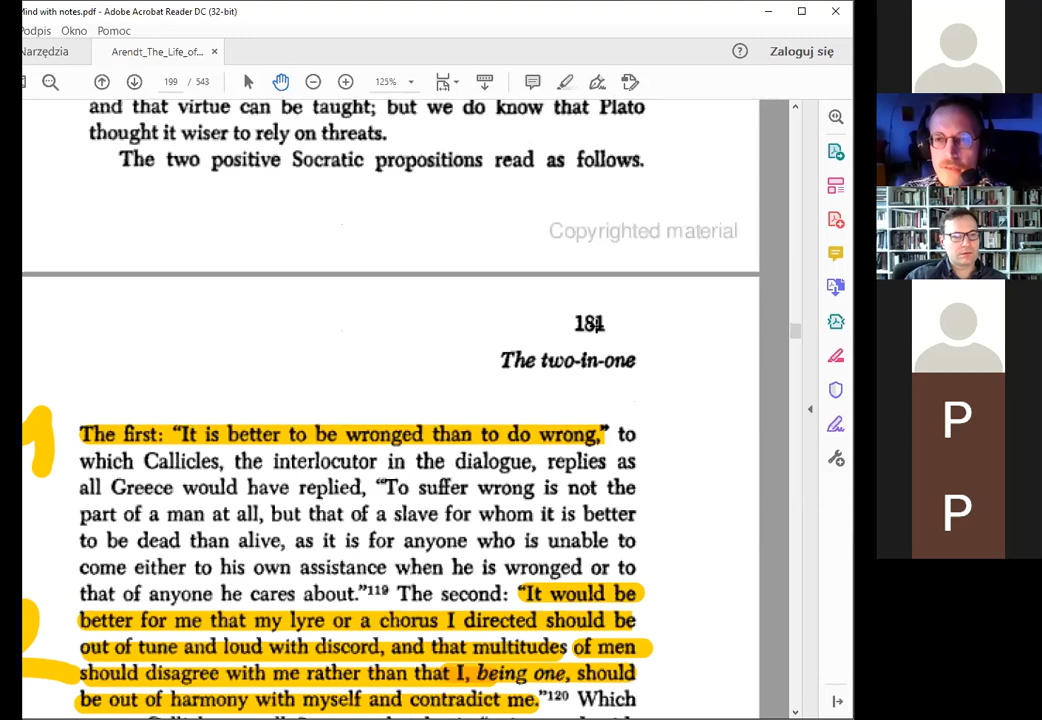 Mind with notes.pdf - Adobe Acrobat Reader DC (32-bit)
Podpis Okno Pomoc
Narzędzia
Arendt_The_Life_of... ×
Zaloguj się
199 / 543
125%
and that virtue can be taught; but we do know that Plato
thought it wiser to rely on threats.
The two positive Socratic propositions read as follows.
Copyrighted material
181
The two-in-one
The first: “It is better to be wronged than to do wrong,” to
which Callicles, the interlocutor in the dialogue, replies as
all Greece would have replied, “To suffer wrong is not the
part of a man at all, but that of a slave for whom it is better
to be dead than alive, as it is for anyone who is unable to
come either to his own assistance when he is wronged or to
that of anyone he cares about.”119 The second: “It would be
better for me that my lyre or a chorus I directed should be
out of tune and loud with discord, and that multitudes of men
should disagree with me rather than that I, being one, should
be out of harmony with myself and contradict me.”120 Which
P
P